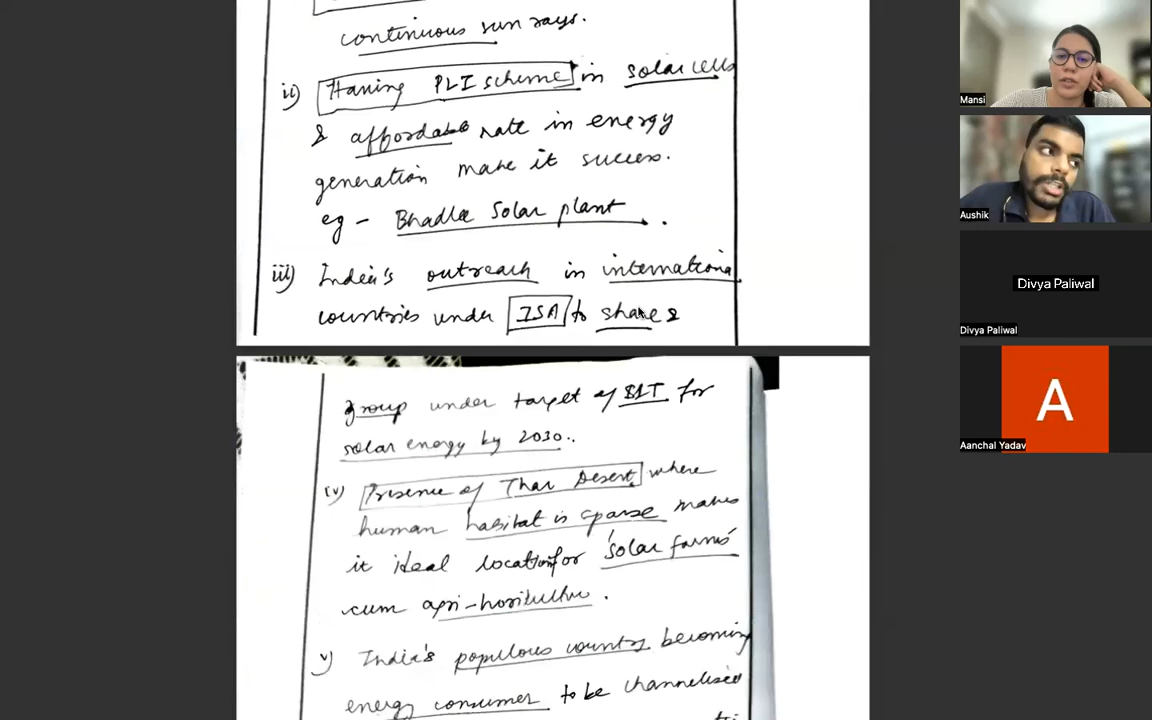 continuous sun rays.
ii) Having PLI scheme in solar cells
& affordable rate in energy
generation make it success.
eg - Bhadla Solar plant.
iii) India's outreach in international
countries under ISA to share &
group under target of for
solar energy by 2030.
iv) Presence of Thar Desert where
human habitat is sparse makes
it ideal location for 'solar farms'
cum agri-horticulture.
v) India's populous country becoming
energy consumer to be channelised
Mansi
Aushik
Divya Paliwal
Divya Paliwal
A
Aanchal Yadav